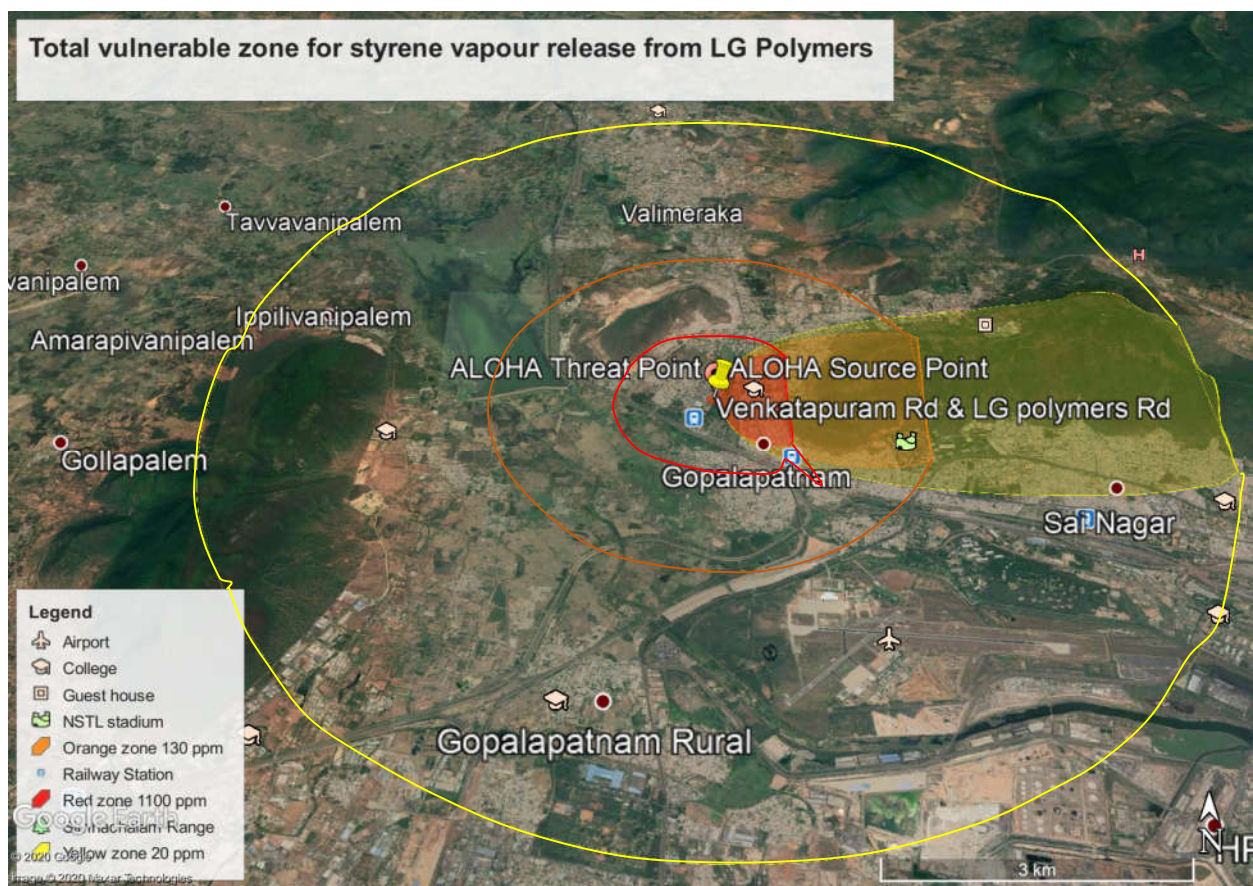 Total vulnerable zone for styrene vapour release from LG Polymers
Valimeraka
Tavvavanipalem
vanipalem
Ippilivanipalem
Amarapivanipalem
ALOHA Threat Point
ALOHA Source Point
Venkatapuram Rd & LG polymers Rd
Gollapalem
Gopalapatnam
Sai Nagar
H
Gopalapatnam Rural
Legend
Airport
College
Guest house
NSTL stadium
Orange zone 130 ppm
Railway Station
Red zone 1100 ppm
Simhachalam Range
Yellow zone 20 ppm
Google Earth
© 2020 Google
Image © 2020 Maxar Technologies
3 km
N
HP